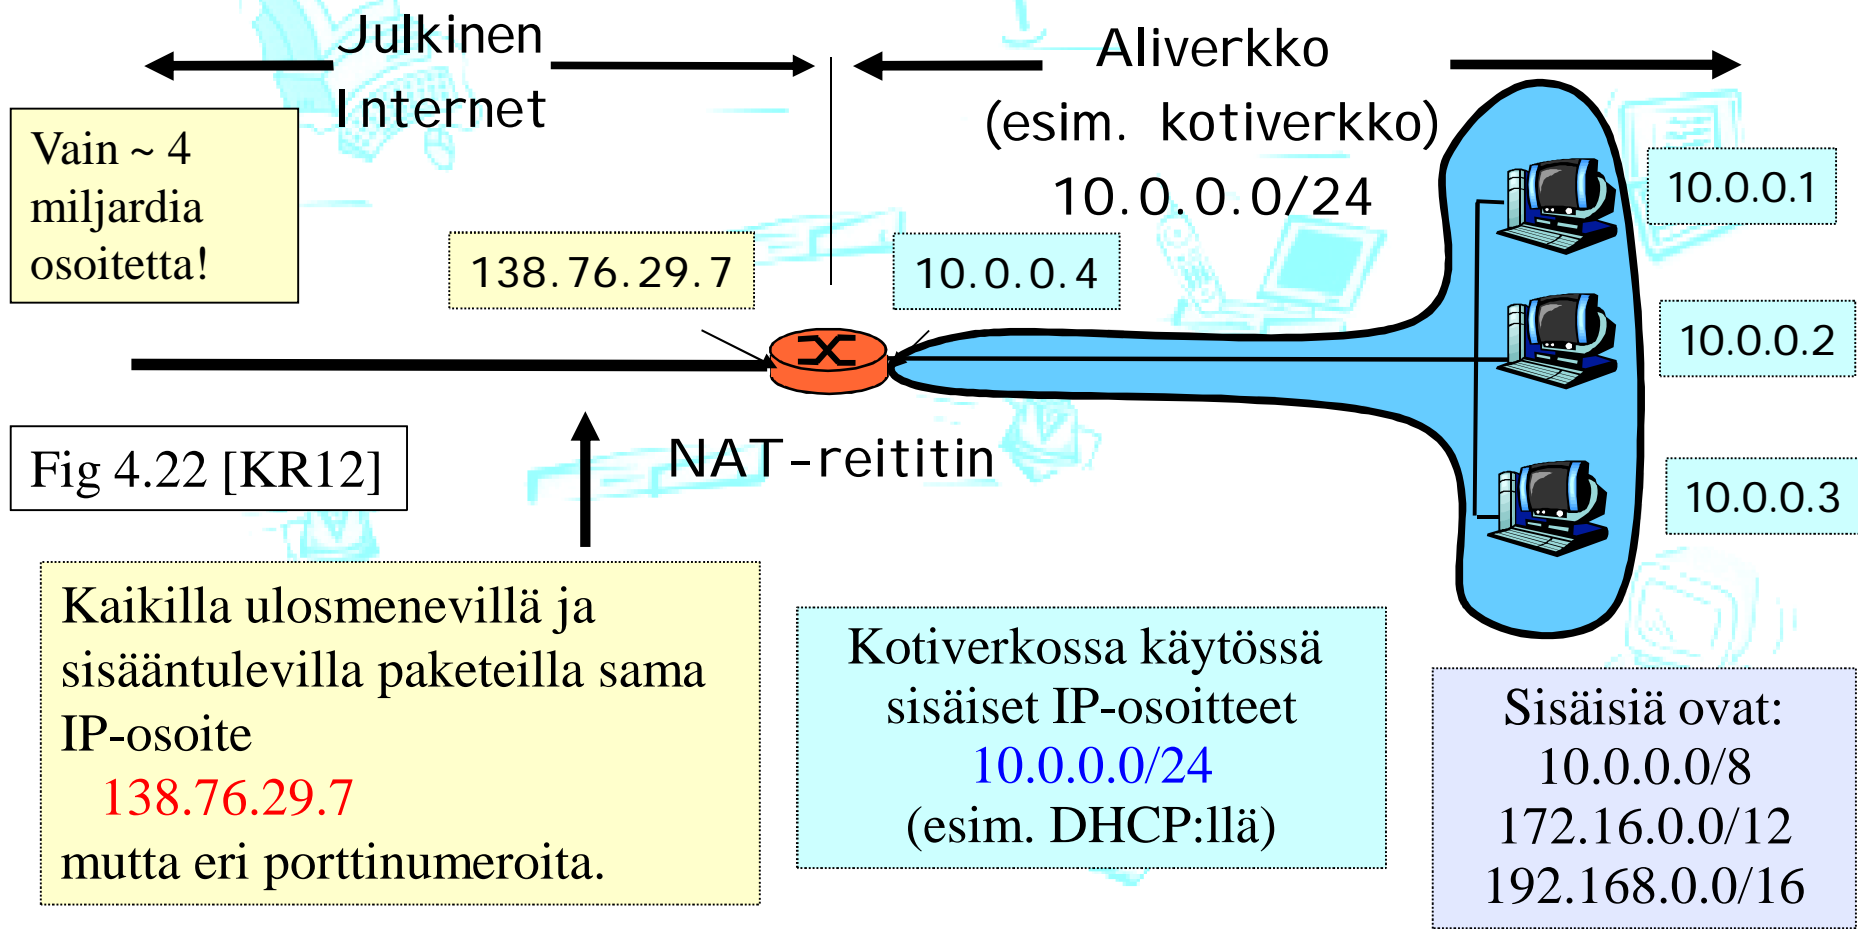 Julkinen
Internet
Aliverkko
(esim. kotiverkko)
10.0.0.0/24
Vain ~ 4
miljardia
osoitetta!
138.76.29.7
10.0.0.4
10.0.0.1
10.0.0.2
10.0.0.3
Fig 4.22 [KR12]
NAT-reititin
Kaikilla ulosmenevillä ja
sisääntulevilla paketeilla sama
IP-osoite
138.76.29.7
mutta eri porttinumeroita.
Kotiverkossa käytössä
sisäiset IP-osoitteet
10.0.0.0/24
(esim. DHCP:llä)
Sisäisiä ovat:
10.0.0.0/8
172.16.0.0/12
192.168.0.0/16